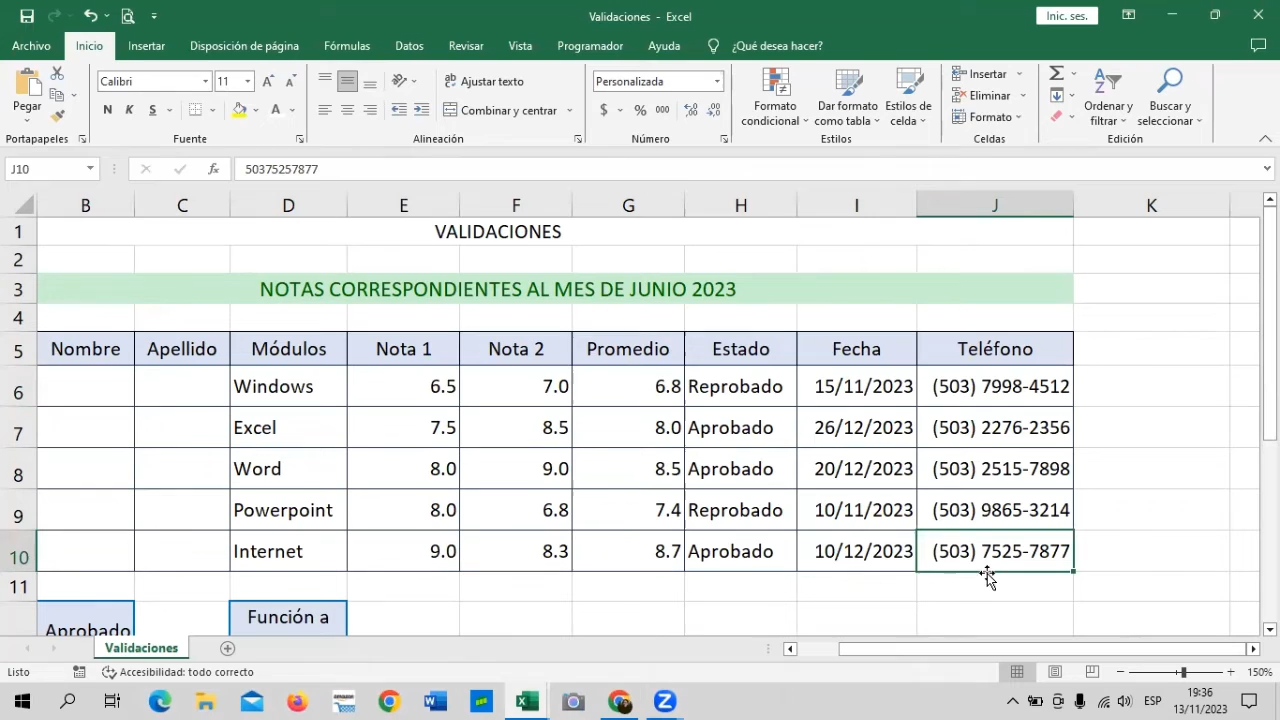 Validaciones - Excel
Inic. ses.
Archivo Inicio Insertar Disposición de página Fórmulas Datos Revisar Vista Programador Ayuda ¿Qué desea hacer?
Pegar
Calibri 11
N K S
Ajustar texto
Combinar y centrar
Personalizada
$ % 000
Formato condicional
Dar formato como tabla
Estilos de celda
Insertar
Eliminar
Formato
Ordenar y filtrar
Buscar y seleccionar
Portapapeles Fuente Alineación Número Estilos Celdas Edición
J10 fx 50375257877
B C D E F G H I J K
1 VALIDACIONES
2
3 NOTAS CORRESPONDIENTES AL MES DE JUNIO 2023
4
5 Nombre Apellido Módulos Nota 1 Nota 2 Promedio Estado Fecha Teléfono
6 Windows 6.5 7.0 6.8 Reprobado 15/11/2023 (503) 7998-4512
7 Excel 7.5 8.5 8.0 Aprobado 26/12/2023 (503) 2276-2356
8 Word 8.0 9.0 8.5 Aprobado 20/12/2023 (503) 2515-7898
9 Powerpoint 8.0 6.8 7.4 Reprobado 10/11/2023 (503) 9865-3214
10 Internet 9.0 8.3 8.7 Aprobado 10/12/2023 (503) 7525-7877
11
Aprobado Función a
Validaciones
Listo Accesibilidad: todo correcto 150%
ESP
19:36
13/11/2023